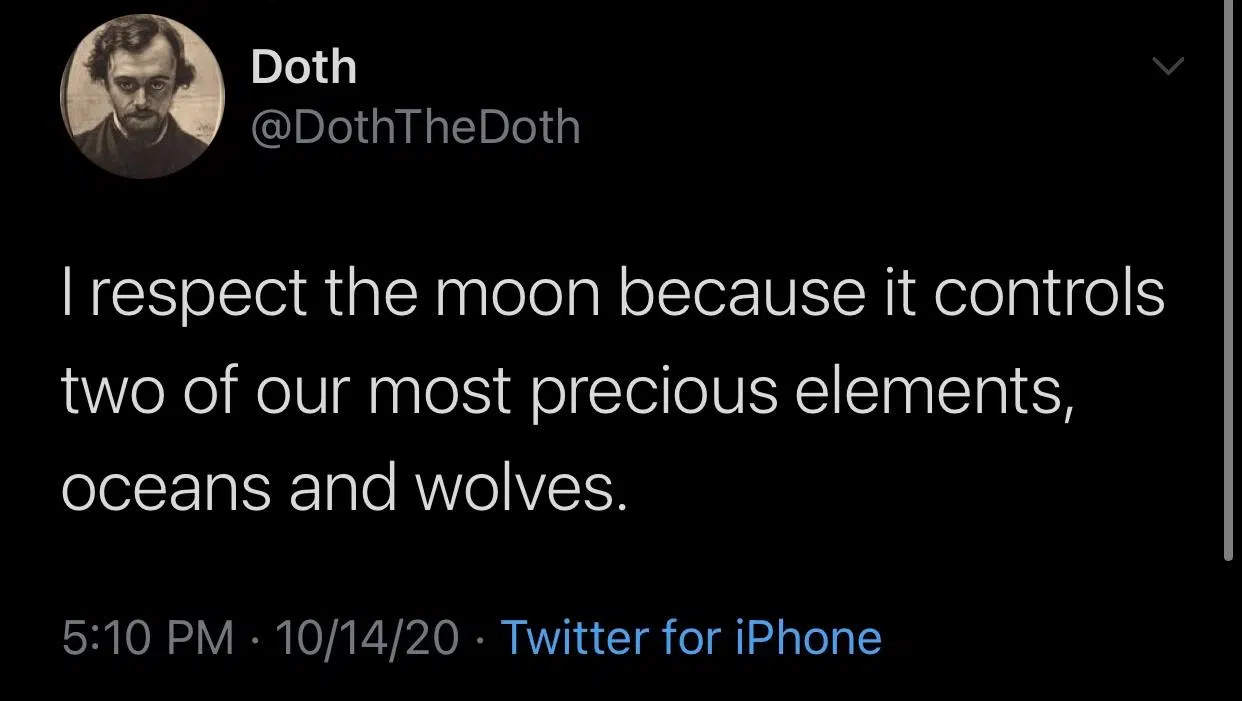 Doth
@DothTheDoth
I respect the moon because it controls
two of our most precious elements,
oceans and wolves.
5:10 PM · 10/14/20 · Twitter for iPhone